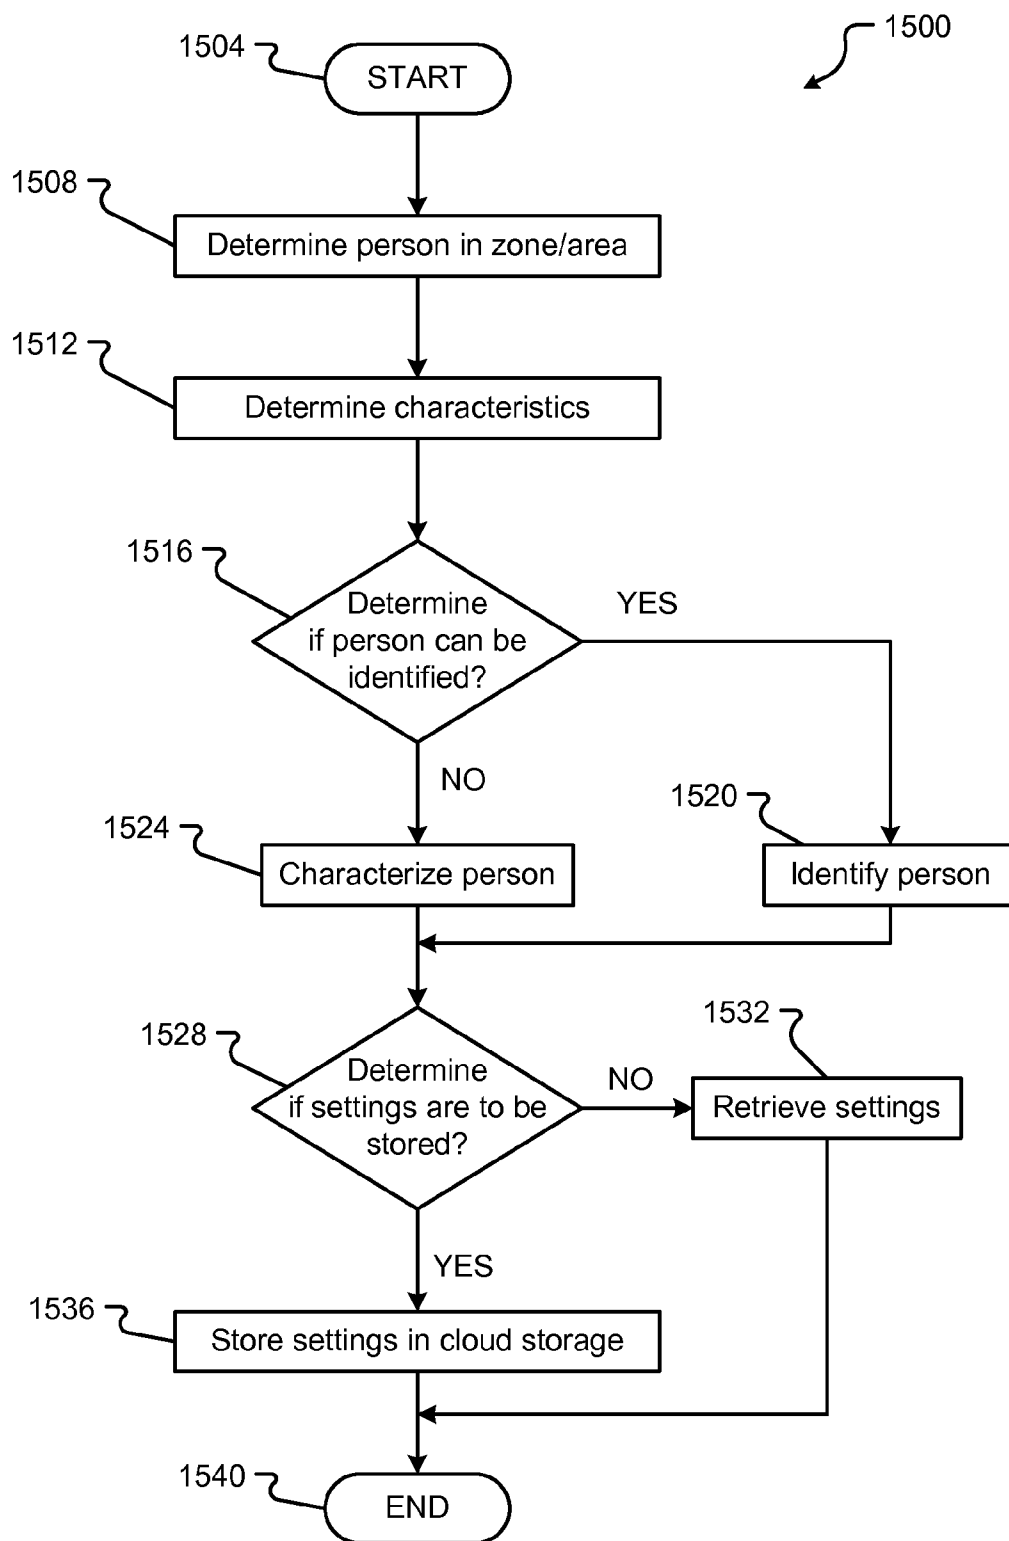 1500
1504
START
1508
Determine person in zone/area
1512
Determine characteristics
1516
Determine
if person can be
identified?
YES
NO
1520
1524
Characterize person
Identify person
1528
Determine
if settings are to be
stored?
NO
1532
Retrieve settings
YES
1536
Store settings in cloud storage
1540
END